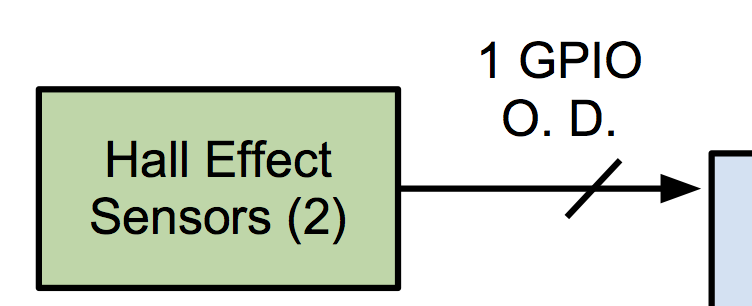 1 GPIO
O. D.
Hall Effect
Sensors (2)